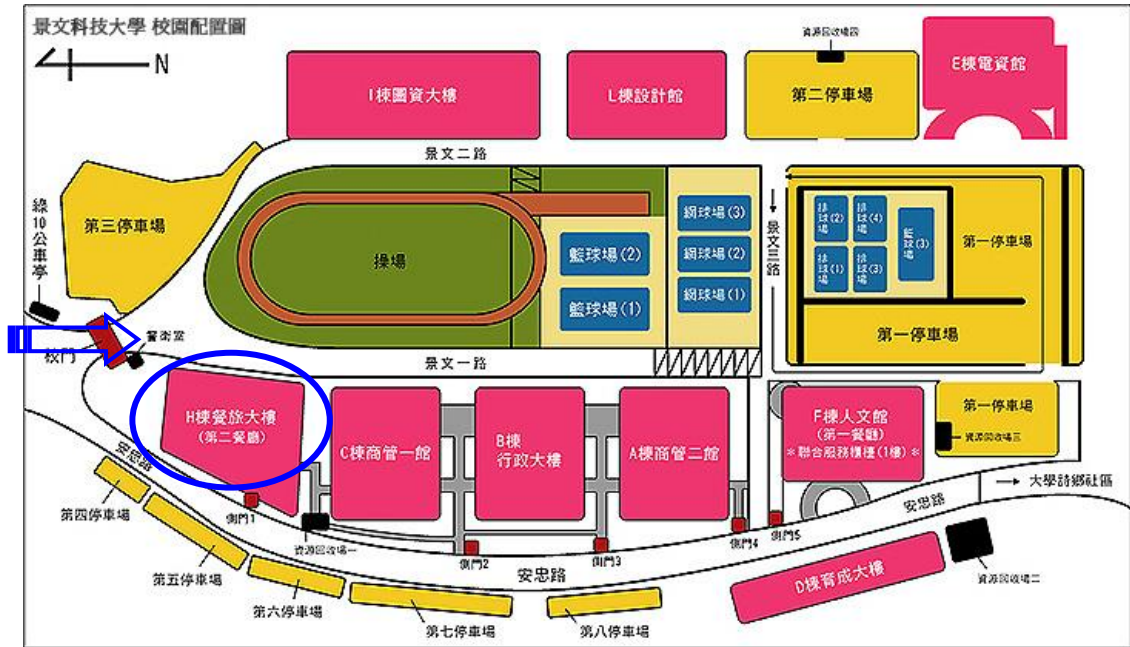 景文科技大學 校園配置圖
N
資源回收場四
I棟圖資大樓
L棟設計館
第二停車場
E棟電資館
景文二路
綠10公車亭
第三停車場
操場
籃球場(2)
籃球場(1)
網球場(3)
網球場(2)
網球場(1)
景文三路
排球場(2)
排球場(4)
籃球場(3)
排球場(1)
排球場(3)
第一停車場
第一停車場
警衛室
校門
景文一路
H棟餐旅大樓
(第二餐廳)
C棟商管一館
B棟
行政大樓
A棟商管二館
F棟人文館
(第一餐廳)
*聯合服務櫃檯(1樓)*
第一停車場
資源回收場三
大學詩鄉社區
安忠路
第四停車場
側門1
資源回收場一
側門2
側門3
側門4
側門5
安忠路
第五停車場
第六停車場
安忠路
第七停車場
第八停車場
D棟育成大樓
資源回收場二